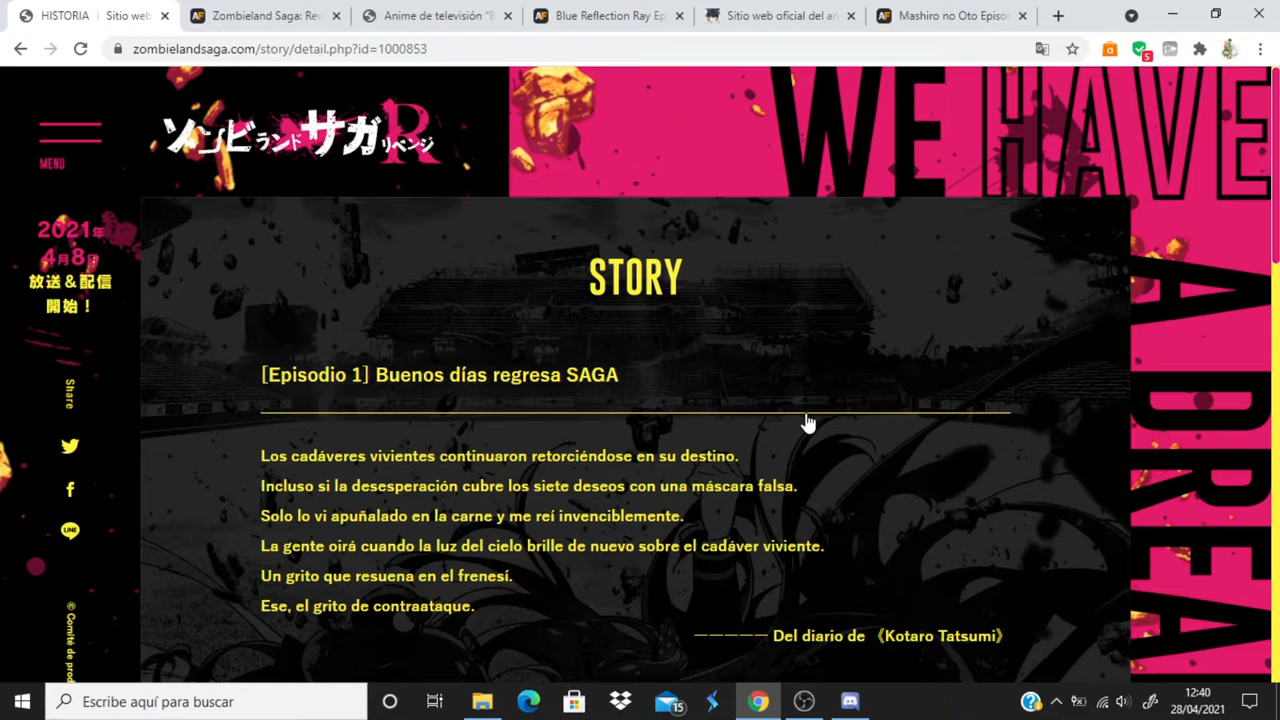 HISTORIA | Sitio web
Zombieland Saga: Rev
Anime de televisión "B
Blue Reflection Ray Ep
Sitio web oficial del an
Mashiro no Oto Episo
zombielandsaga.com/story/detail.php?id=1000853
5
WE HAVE
A DREA
ゾンビランドサガR
リベンジ
MENU
2021年
4月8日
放送&配信
開始!
Share
LINE
© Comité de prod
STORY
[Episodio 1] Buenos días regresa SAGA
Los cadáveres vivientes continuaron retorciéndose en su destino.
Incluso si la desesperación cubre los siete deseos con una máscara falsa.
Solo lo vi apuñalado en la carne y me reí invenciblemente.
La gente oirá cuando la luz del cielo brille de nuevo sobre el cadáver viviente.
Un grito que resuena en el frenesí.
Ese, el grito de contraataque.
————— Del diario de 《Kotaro Tatsumi》
Escribe aquí para buscar
15
12:40
28/04/2021